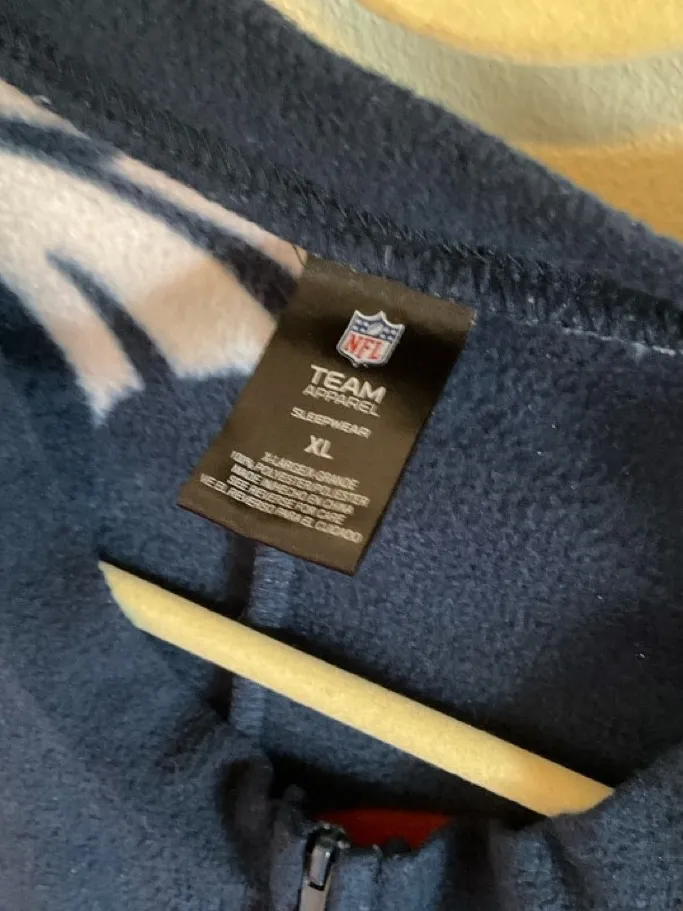 NFL
TEAM
APPAREL
SLEEPWEAR
XL
X-LARGE/X-GRANDE
100% POLYESTER/POLIESTER
MADE IN/HECHO EN CHINA
SEE REVERSE FOR CARE
VE EL REVERSO PARA EL CUIDADO